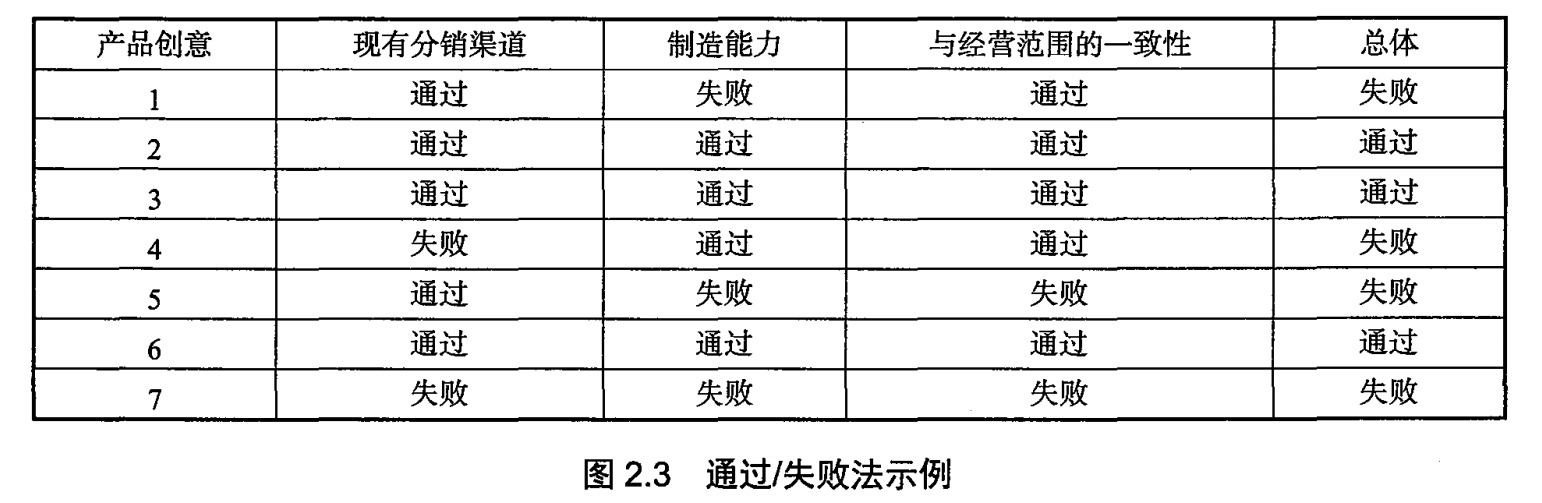 产品创意 现有分销渠道 制造能力 与经营范围的一致性 总体
1 通过 失败 通过 失败
2 通过 通过 通过 通过
3 通过 通过 通过 通过
4 失败 通过 通过 失败
5 通过 失败 失败 失败
6 通过 通过 通过 通过
7 失败 失败 失败 失败
图 2.3 通过/失败法示例